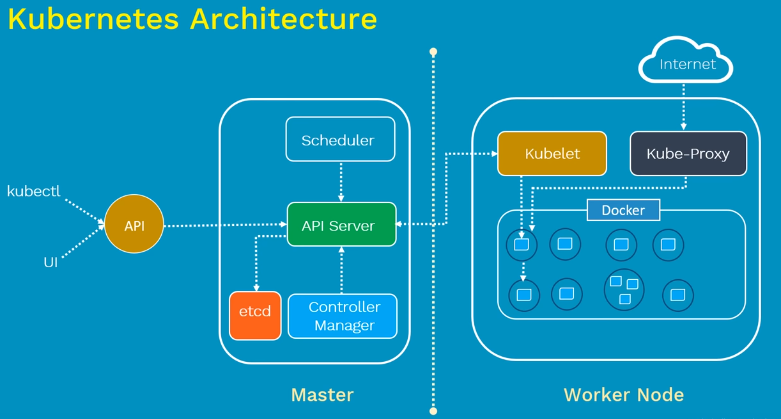 Kubernetes Architecture
Internet
Scheduler
Kubelet
Kube-Proxy
kubectl
API
API Server
Docker
UI
etcd
Controller
Manager
Master
Worker Node